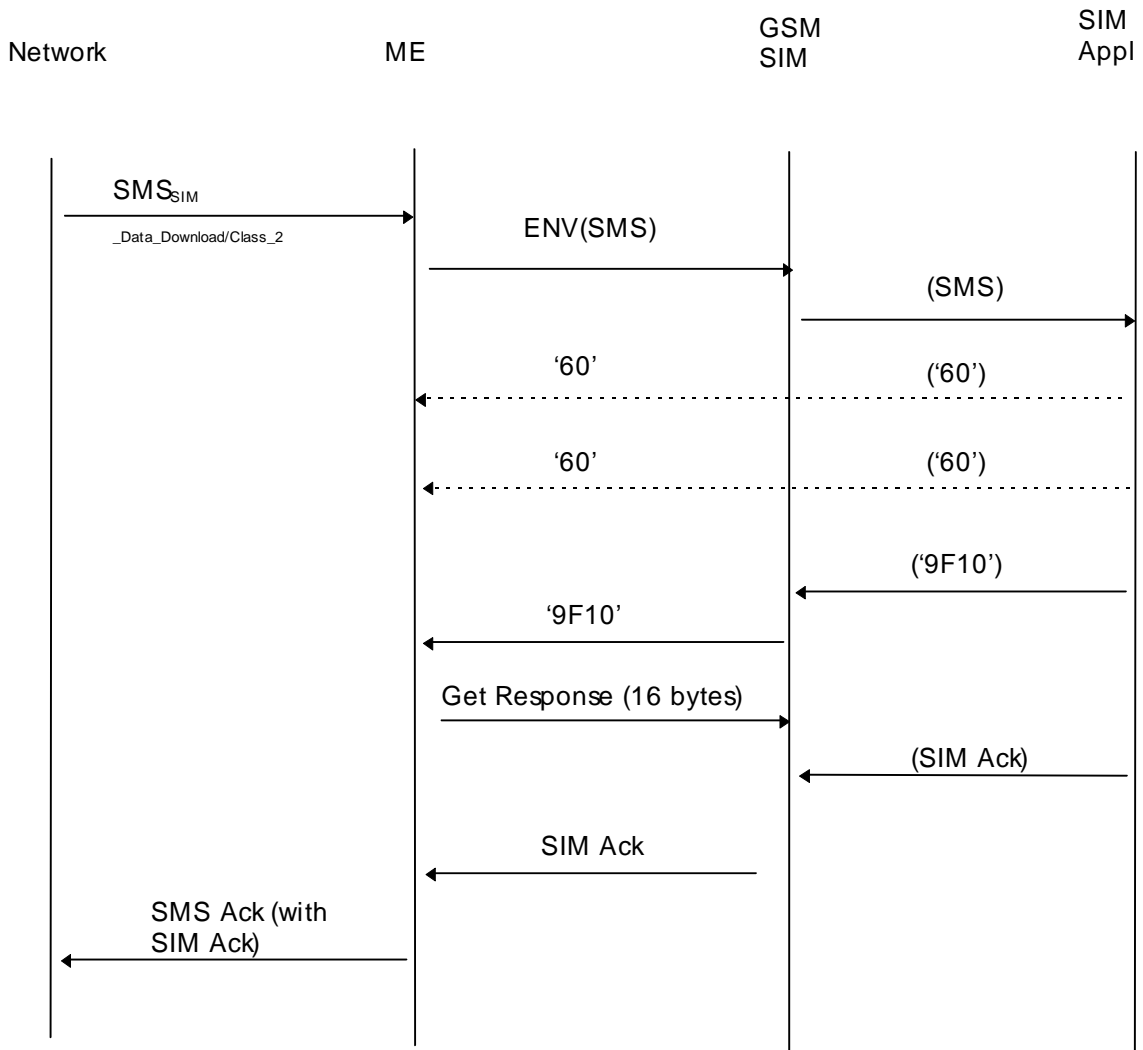 Network
ME
GSM
SIM
SIM
Appl
SMS_SIM
_Data_Download/Class_2
ENV(SMS)
(SMS)
‘60’
(‘60’)
‘60’
(‘60’)
(‘9F10’)
‘9F10’
Get Response (16 bytes)
(SIM Ack)
SIM Ack
SMS Ack (with
SIM Ack)